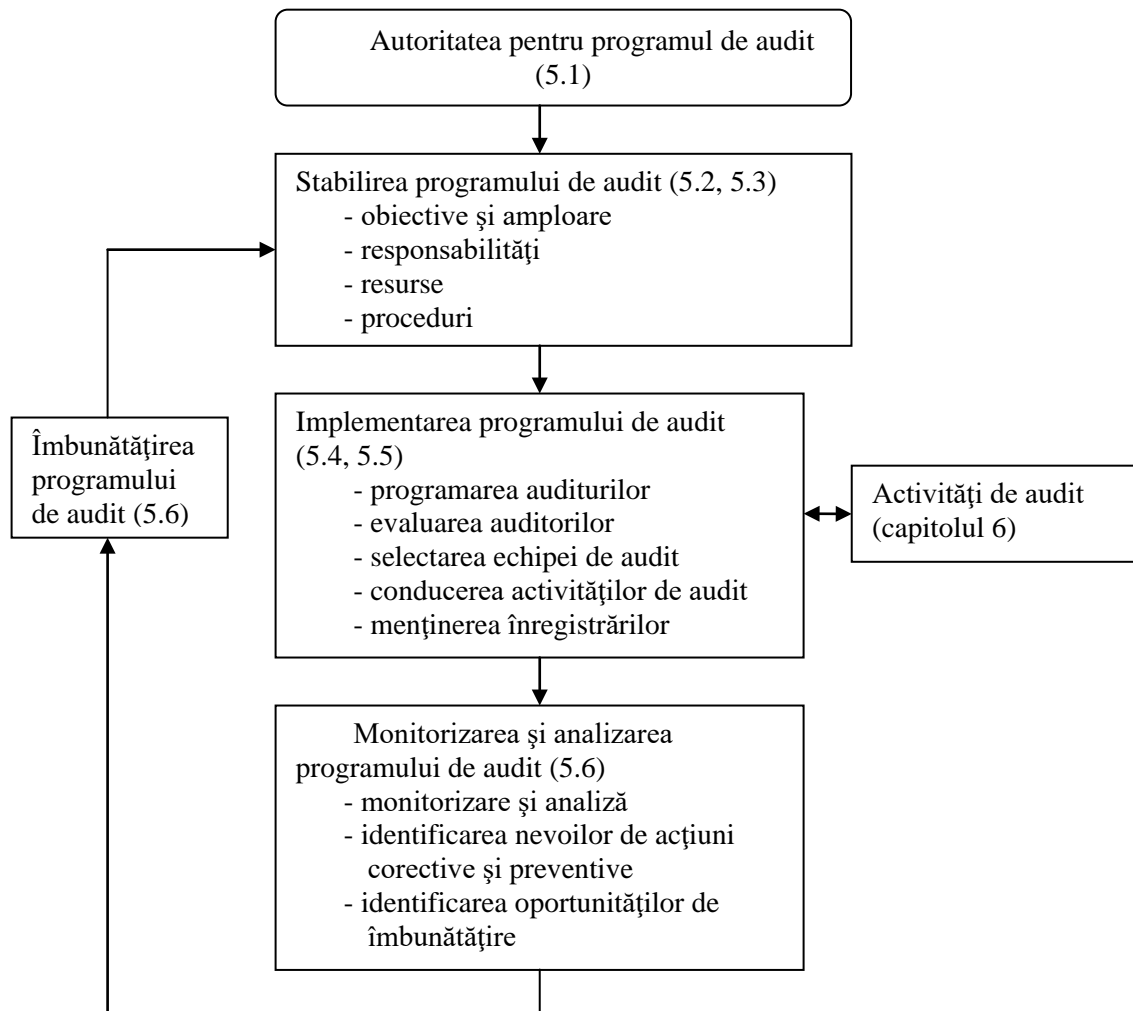 Autoritatea pentru programul de audit
(5.1)
Stabilirea programului de audit (5.2, 5.3)
- obiective şi amploare
- responsabilităţi
- resurse
- proceduri
Implementarea programului de audit
(5.4, 5.5)
- programarea auditurilor
- evaluarea auditorilor
- selectarea echipei de audit
- conducerea activităţilor de audit
- menţinerea înregistrărilor
Îmbunătăţirea
programului
de audit (5.6)
Activităţi de audit
(capitolul 6)
Monitorizarea şi analizarea
programului de audit (5.6)
- monitorizare şi analiză
- identificarea nevoilor de acţiuni
corective şi preventive
- identificarea oportunităţilor de
îmbunătăţire